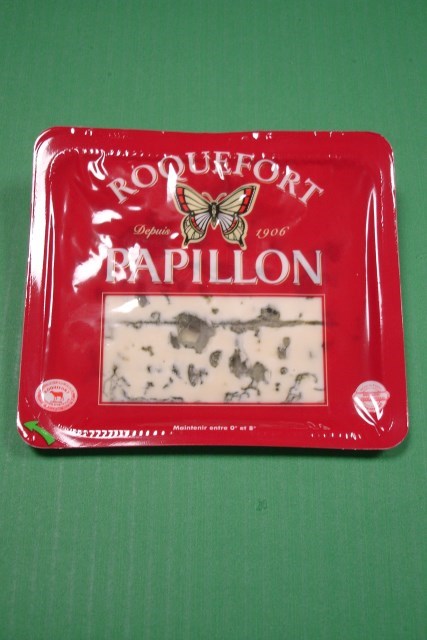 ROQUEFORT
Depuis 1906
PAPILLON
Maintenir entre 0° et 8°